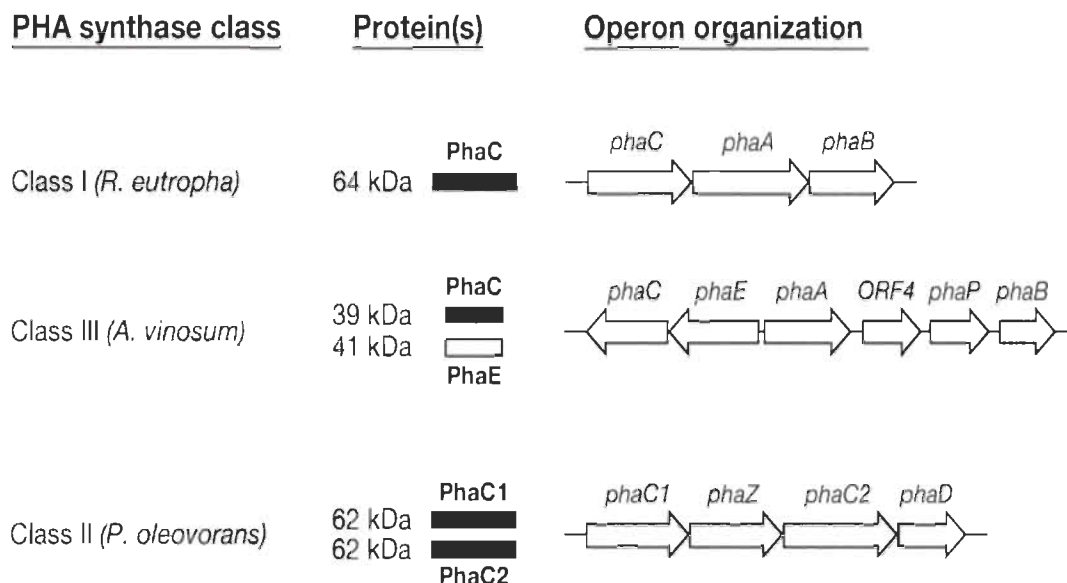 PHA synthase class Protein(s) Operon organization
PhaC phaC phaA phaB
Class I (R. eutropha) 64 kDa
PhaC phaC phaE phaA ORF4 phaP phaB
39 kDa
Class III (A. vinosum)
41 kDa
PhaE
PhaC1 phaC1 phaZ phaC2 phaD
62 kDa
Class II (P. oleovorans)
62 kDa
PhaC2